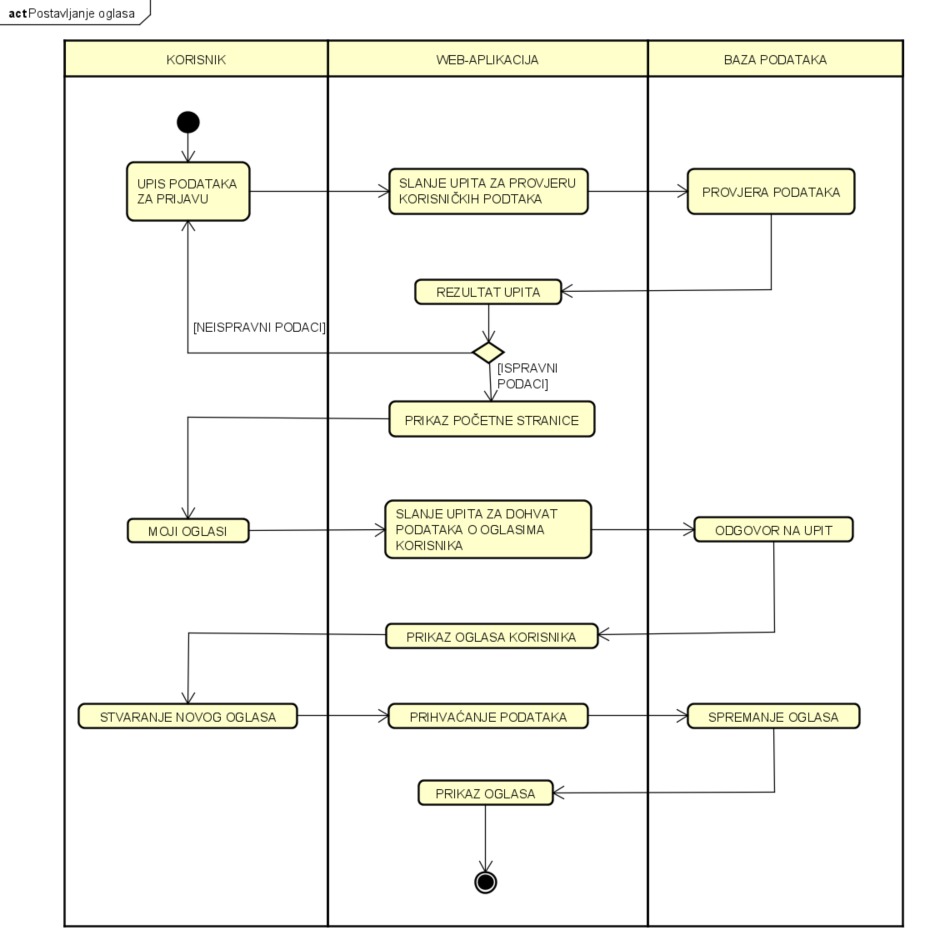 act Postavljanje oglasa
KORISNIK
WEB-APLIKACIJA
BAZA PODATAKA
UPIS PODATAKA
ZA PRIJAVU
SLANJE UPITA ZA PROVJERU
KORISNIČKIH PODTAKA
PROVJERA PODATAKA
REZULTAT UPITA
[NEISPRAVNI PODACI]
[ISPRAVNI
PODACI]
PRIKAZ POČETNE STRANICE
MOJI OGLASI
SLANJE UPITA ZA DOHVAT
PODATAKA O OGLASIMA
KORISNIKA
ODGOVOR NA UPIT
PRIKAZ OGLASA KORISNIKA
STVARANJE NOVOG OGLASA
PRIHVAĆANJE PODATAKA
SPREMANJE OGLASA
PRIKAZ OGLASA